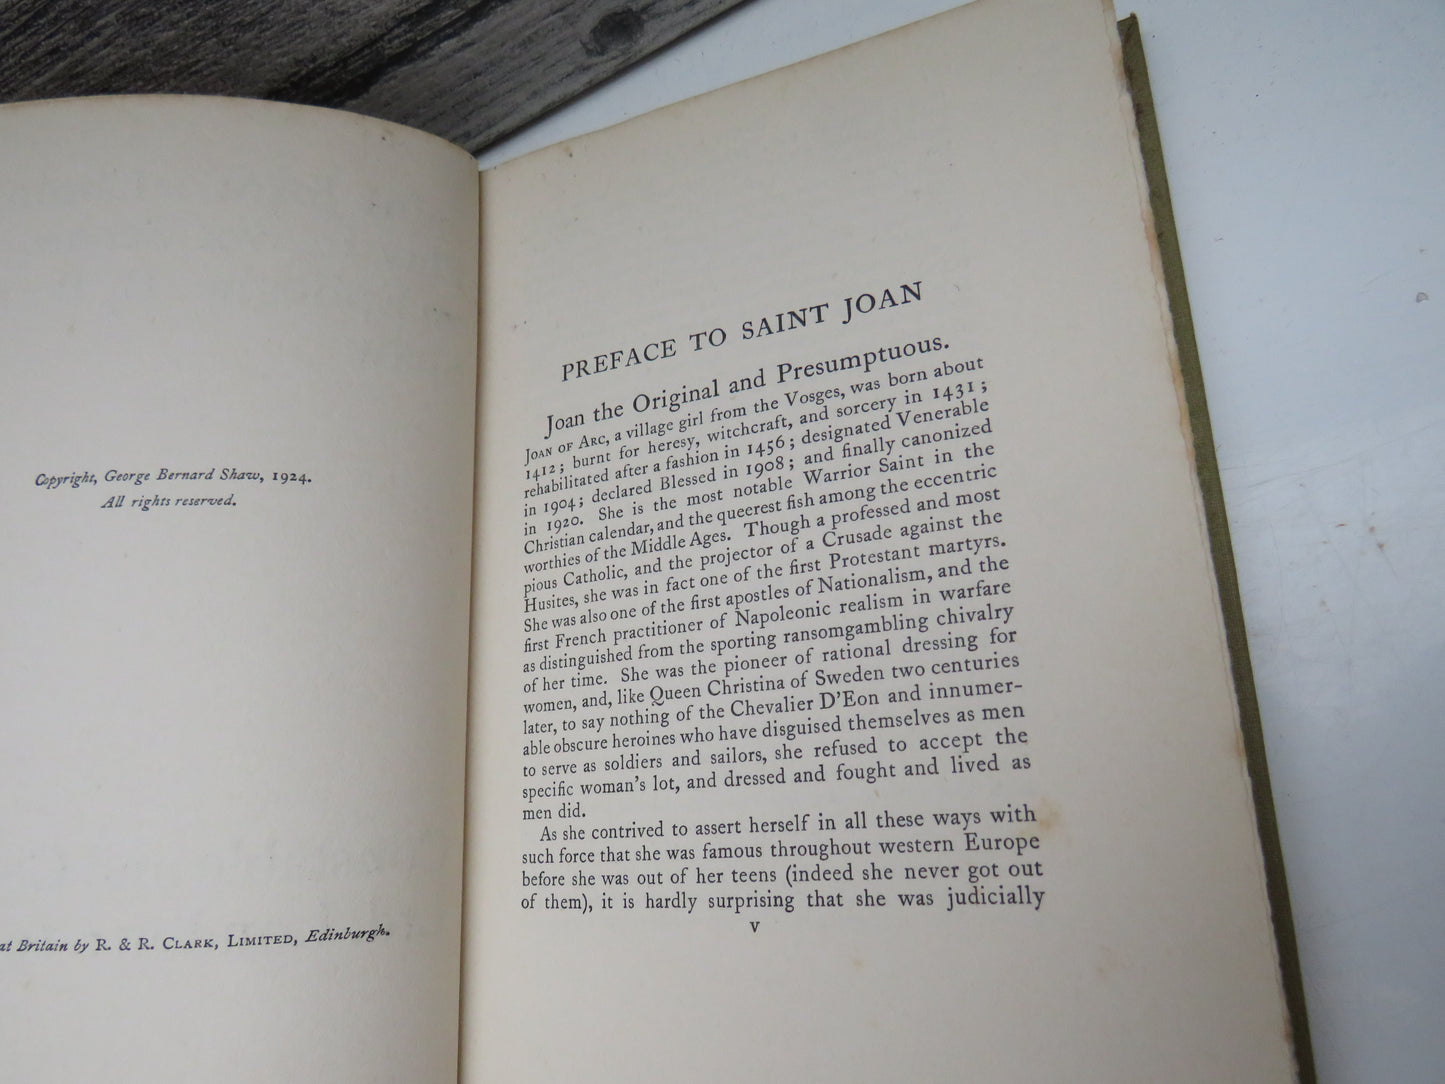 Copyright, George Bernard Shaw, 1924.
All rights reserved.
at Britain by R. & R. CLARK, LIMITED, Edinburgh.
PREFACE TO SAINT JOAN
Joan the Original and Presumptuous.
JOAN OF ARC, a village girl from the Vosges, was born about
1412; burnt for heresy, witchcraft, and sorcery in 1431;
rehabilitated after a fashion in 1456; designated Venerable
in 1904; declared Blessed in 1908; and finally canonized
in 1920. She is the most notable Warrior Saint in the
Christian calendar, and the queerest fish among the eccentric
worthies of the Middle Ages. Though a professed and most
pious Catholic, and the projector of a Crusade against the
Husites, she was in fact one of the first Protestant martyrs.
She was also one of the first apostles of Nationalism, and the
first French practitioner of Napoleonic realism in warfare
as distinguished from the sporting ransomgambling chivalry
of her time. She was the pioneer of rational dressing for
women, and, like Queen Christina of Sweden two centuries
later, to say nothing of the Chevalier D'Eon and innumer-
able obscure heroines who have disguised themselves as men
to serve as soldiers and sailors, she refused to accept the
specific woman's lot, and dressed and fought and lived as
men did.
As she contrived to assert herself in all these ways with
such force that she was famous throughout western Europe
before she was out of her teens (indeed she never got out
of them), it is hardly surprising that she was judicially
v